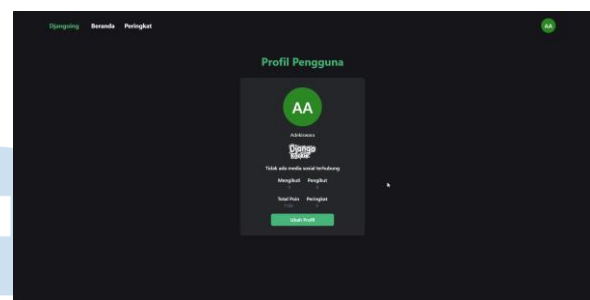 Djangoing Beranda Peringkat AA
Profil Pengguna
AA
Django
Tidak ada media sosial terhubung
Mengikuti Pengikut
Total Poin Peringkat
Ubah Profil